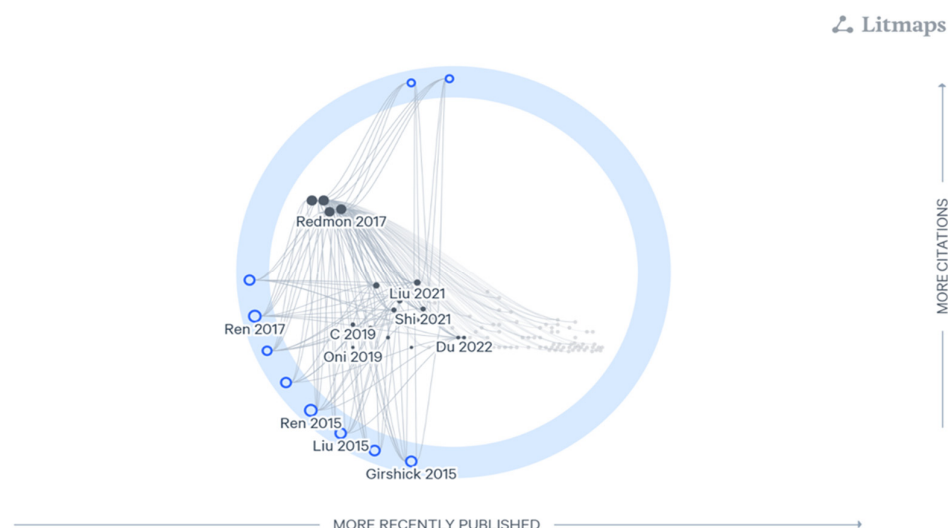 Litmaps
Redmon 2017
Liu 2021
Shi 2021
Ren 2017
C 2019
Du 2022
Oni 2019
Ren 2015
Liu 2015
Girshick 2015
MORE CITATIONS
MORE RECENTLY PUBLISHED